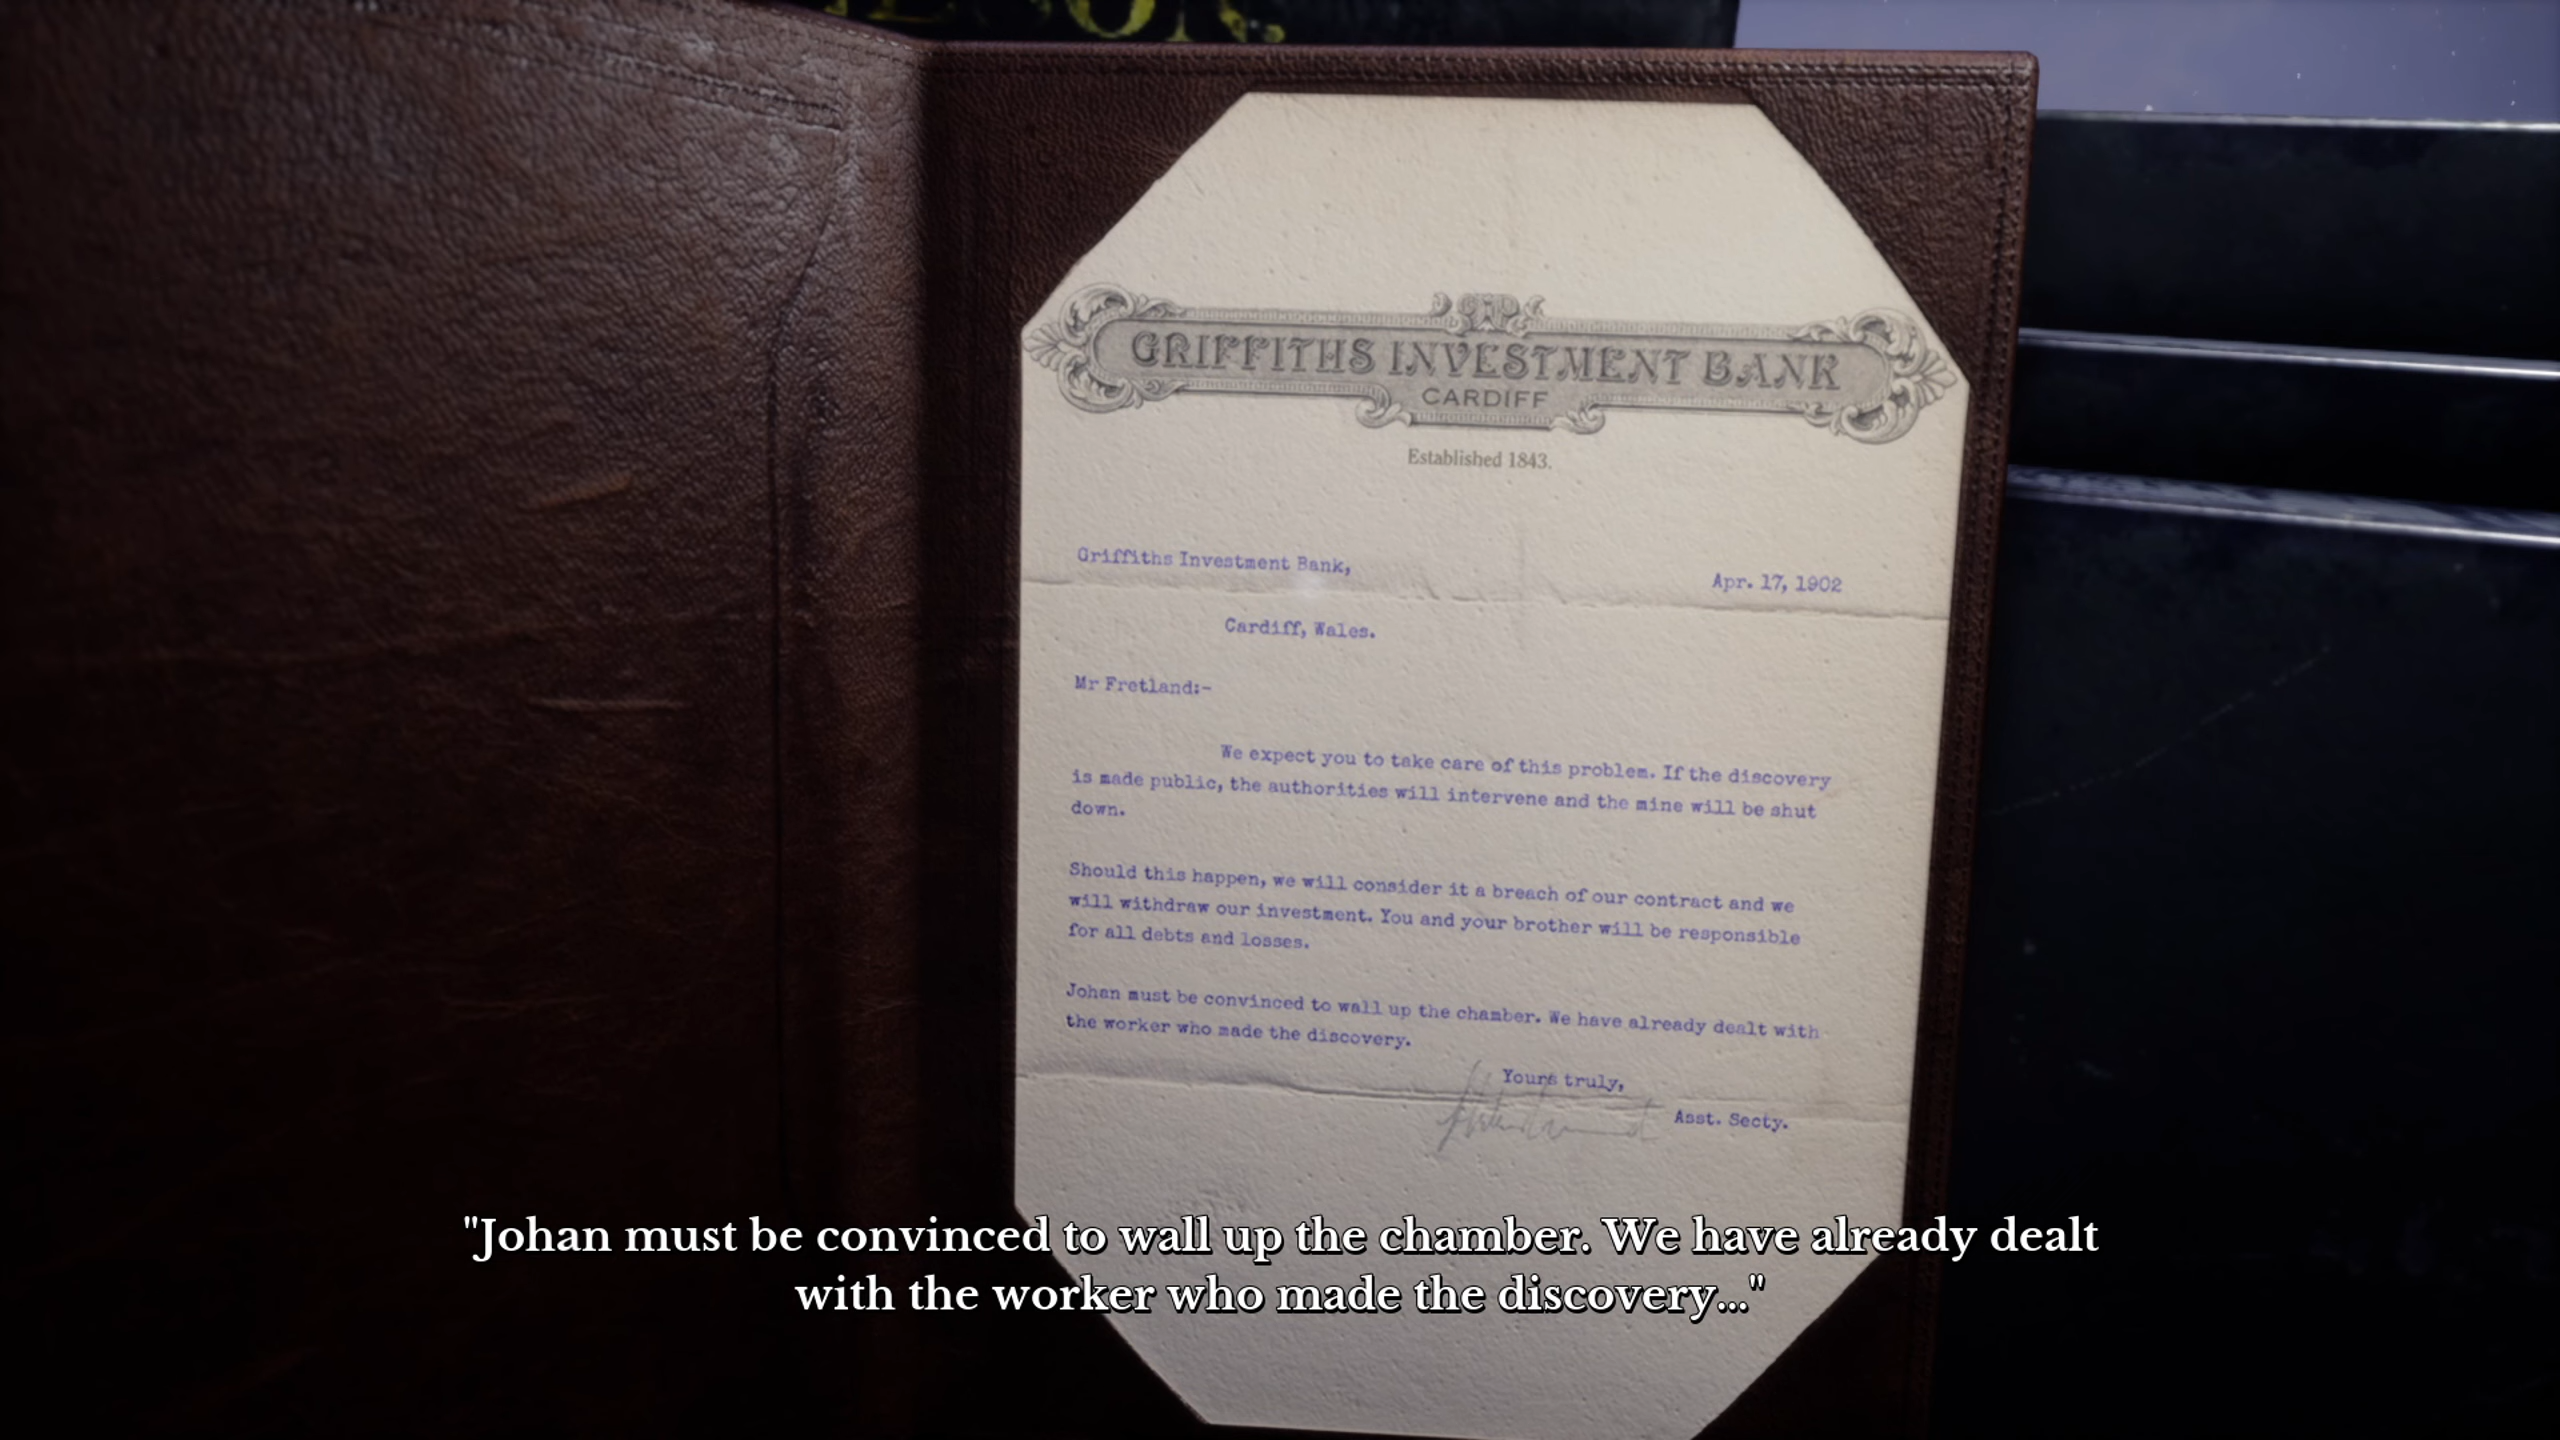 GRIFFITHS INVESTMENT BANK
CARDIFF
Established 1843.
Griffiths Investment Bank,
Apr. 17, 1902
Cardiff, Wales.
Mr Fretland:-
We expect you to take care of this problem. If the discovery
is made public, the authorities will intervene and the mine will be shut
down.
Should this happen, we will consider it a breach of our contract and we
will withdraw our investment. You and your brother will be responsible
for all debts and losses.
Johan must be convinced to wall up the chamber. We have already dealt with
the worker who made the discovery.
Yours truly,
Asst. Secty.
"Johan must be convinced to wall up the chamber. We have already dealt
with the worker who made the discovery..."